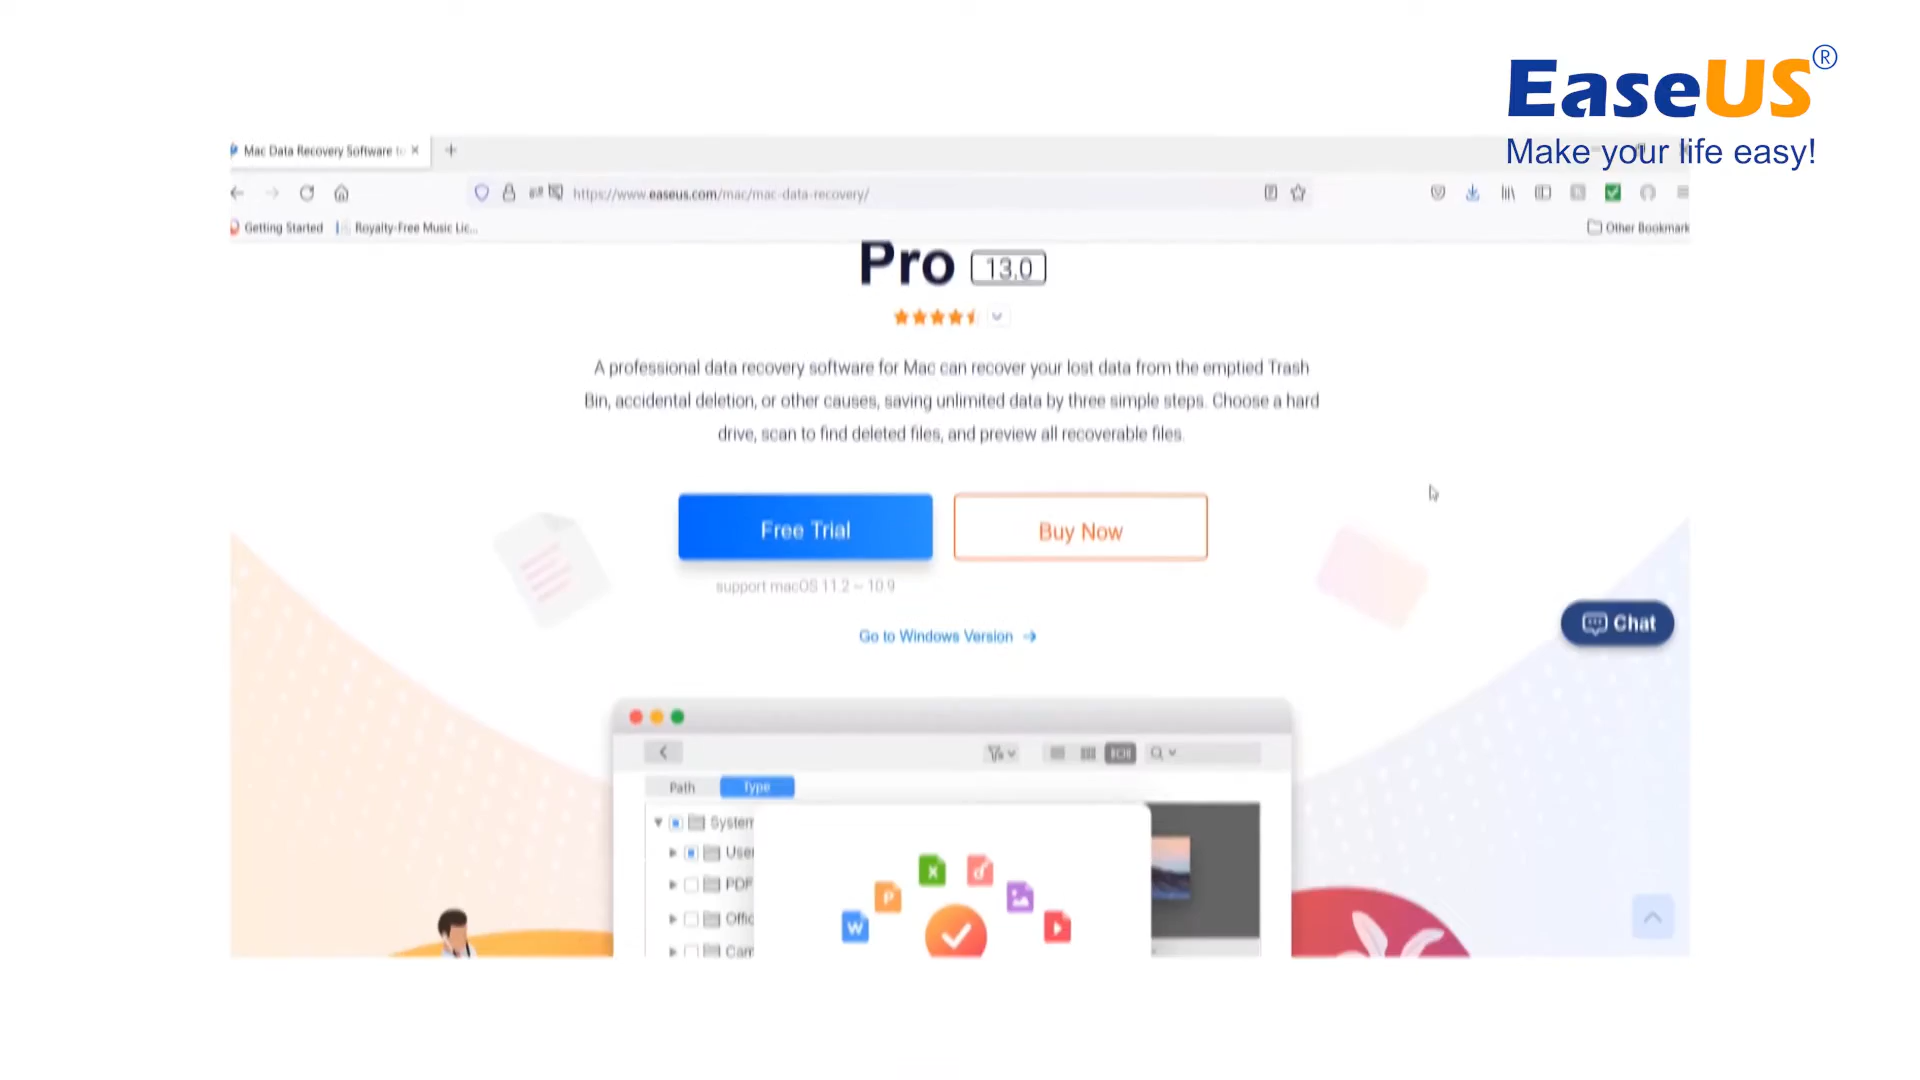 EaseUS®
Make your life easy!
Mac Data Recovery Software to
https://www.easeus.com/mac/mac-data-recovery/
Getting Started
Royalty-Free Music Lic...
Other Bookmark
Pro 13.0
A professional data recovery software for Mac can recover your lost data from the emptied Trash
Bin, accidental deletion, or other causes, saving unlimited data by three simple steps. Choose a hard
drive, scan to find deleted files, and preview all recoverable files.
Free Trial
Buy Now
support macOS 11.2 ~ 10.9
Go to Windows Version
Chat
Path
Type
System
User
PDF
Offic
Cam
P
X
W